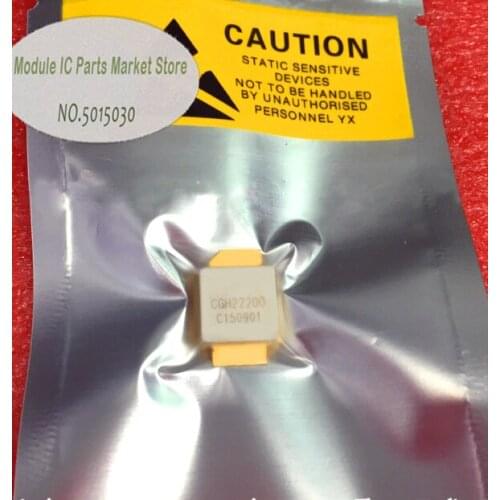 Module IC Parts Market Store
NO.5015030
CAUTION
STATIC SENSITIVE
DEVICES
NOT TO BE HANDLED
BY UNAUTHORISED
PERSONNEL YX
CGH22200
C150901